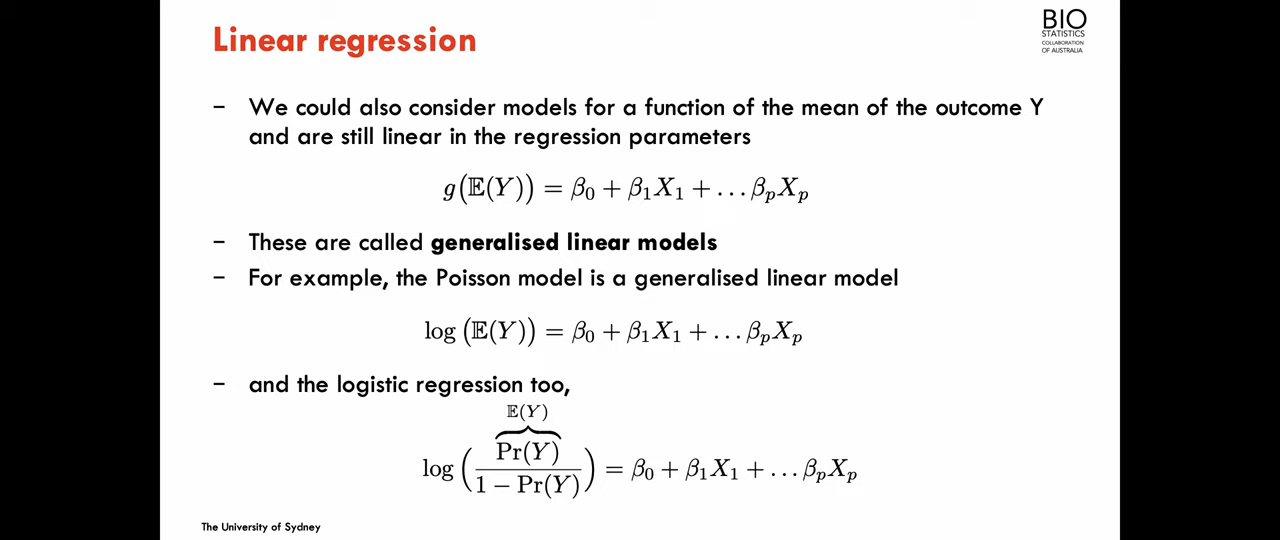 Linear regression
BIO
STATISTICS
COLLABORATION
OF AUSTRALIA
− We could also consider models for a function of the mean of the outcome Y
and are still linear in the regression parameters
g(𝔼(Y)) = β₀ + β₁X₁ + … βₚXₚ
− These are called generalised linear models
− For example, the Poisson model is a generalised linear model
log (𝔼(Y)) = β₀ + β₁X₁ + … βₚXₚ
− and the logistic regression too,
𝔼(Y)
log ( Pr(Y) / 1 − Pr(Y) ) = β₀ + β₁X₁ + … βₚXₚ
The University of Sydney